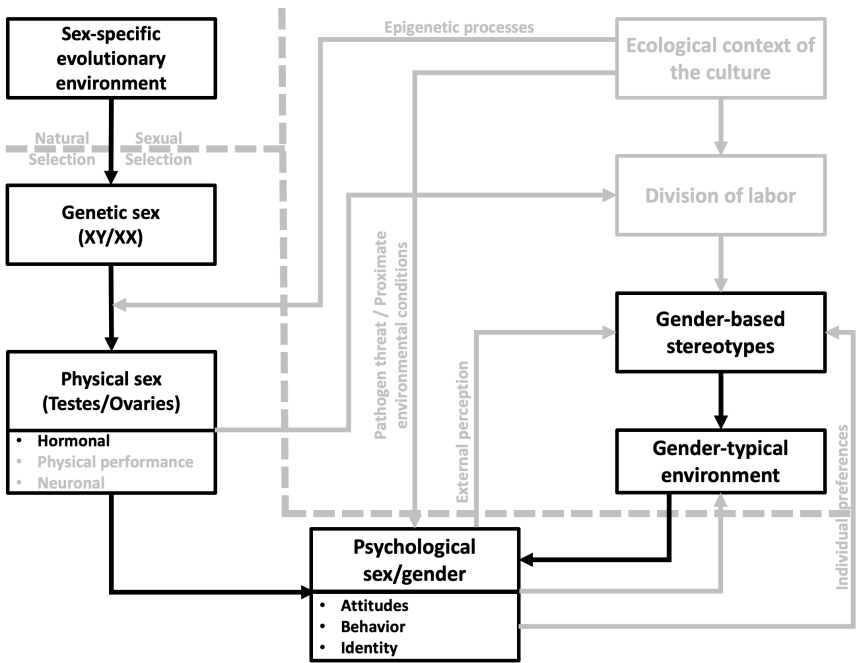 Sex-specific
evolutionary
environment
Epigenetic processes
Ecological context of
the culture
Natural
Selection
Sexual
Selection
Genetic sex
(XY/XX)
Division of labor
Pathogen threat / Proximate
environmental conditions
Gender-based
stereotypes
Physical sex
(Testes/Ovaries)
• Hormonal
• Physical performance
• Neuronal
External perception
Gender-typical
environment
Individual preferences
Psychological
sex/gender
• Attitudes
• Behavior
• Identity